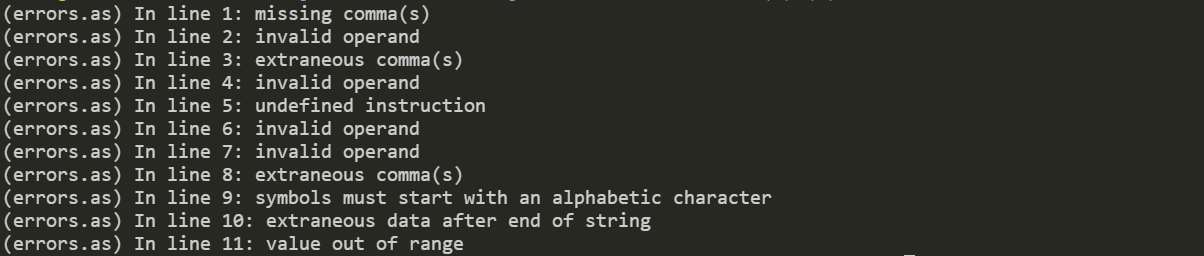 (errors.as) In line 1: missing comma(s)
(errors.as) In line 2: invalid operand
(errors.as) In line 3: extraneous comma(s)
(errors.as) In line 4: invalid operand
(errors.as) In line 5: undefined instruction
(errors.as) In line 6: invalid operand
(errors.as) In line 7: invalid operand
(errors.as) In line 8: extraneous comma(s)
(errors.as) In line 9: symbols must start with an alphabetic character
(errors.as) In line 10: extraneous data after end of string
(errors.as) In line 11: value out of range